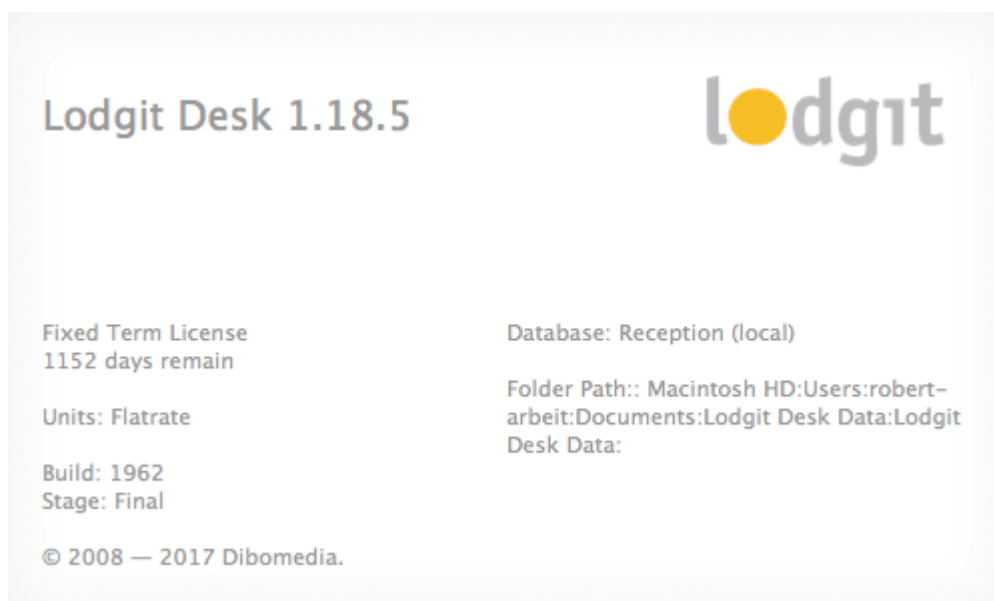 Lodgit Desk 1.18.5
lodgit
Fixed Term License
1152 days remain
Units: Flatrate
Build: 1962
Stage: Final
© 2008 — 2017 Dibomedia.
Database: Reception (local)
Folder Path:: Macintosh HD:Users:robert-
arbeit:Documents:Lodgit Desk Data:Lodgit
Desk Data: